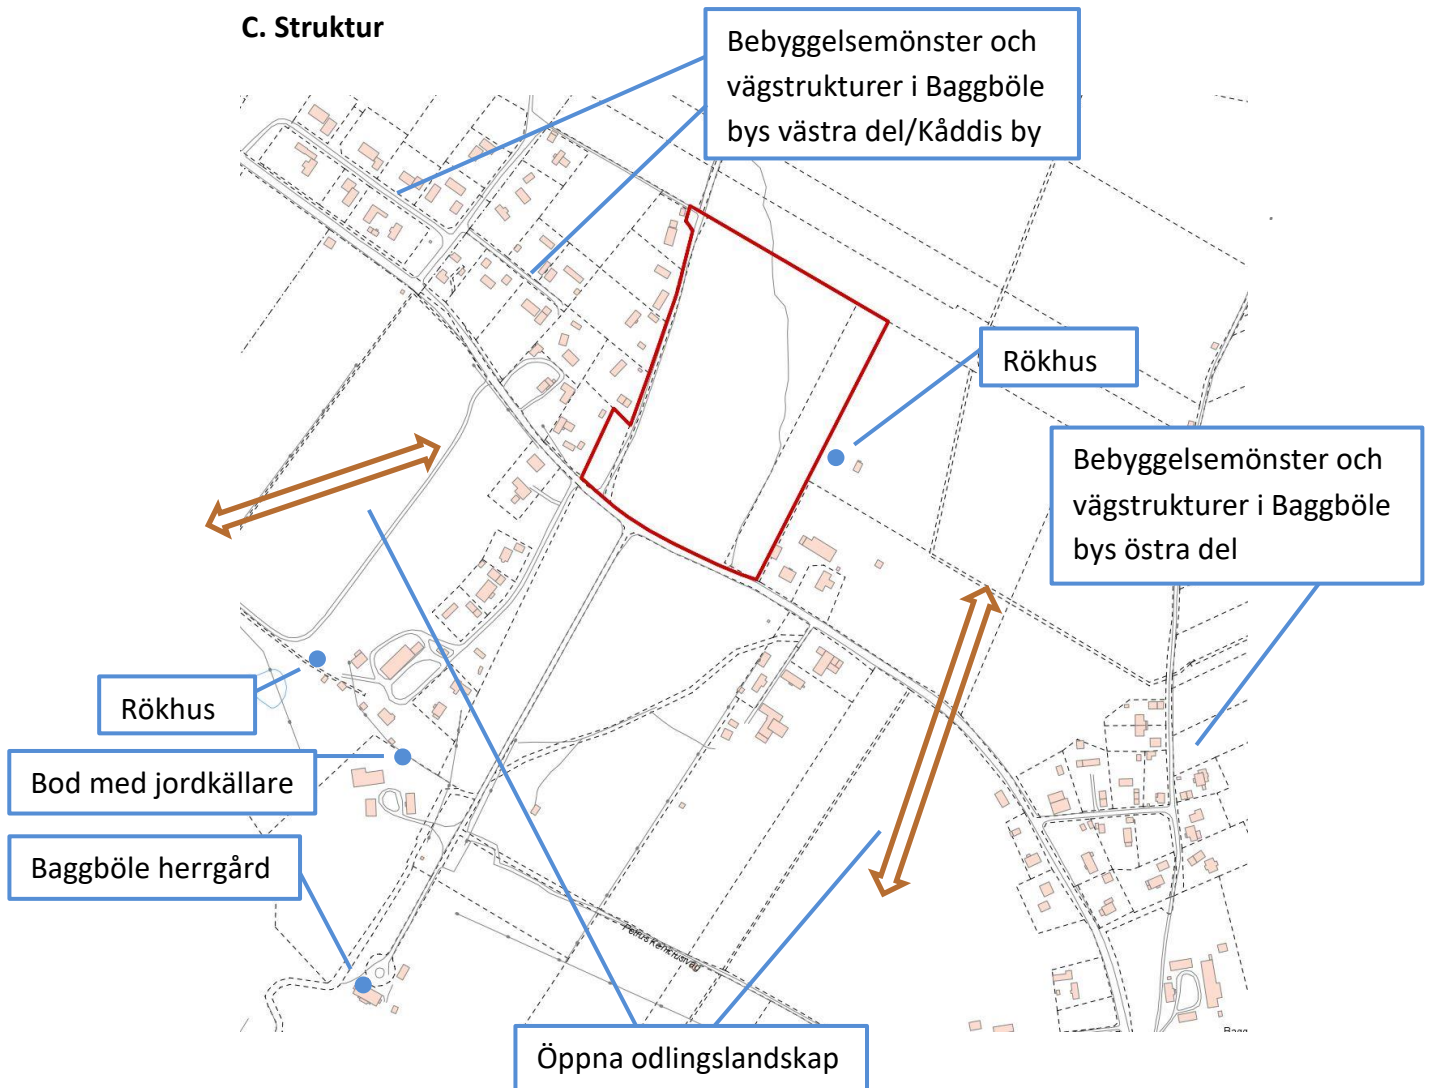 C. Struktur
Bebyggelsemönster och
vägstrukturer i Baggböle
bys västra del/Kåddis by
Rökhus
Bebyggelsemönster och
vägstrukturer i Baggböle
bys östra del
Rökhus
Bod med jordkällare
Baggböle herrgård
Öppna odlingslandskap